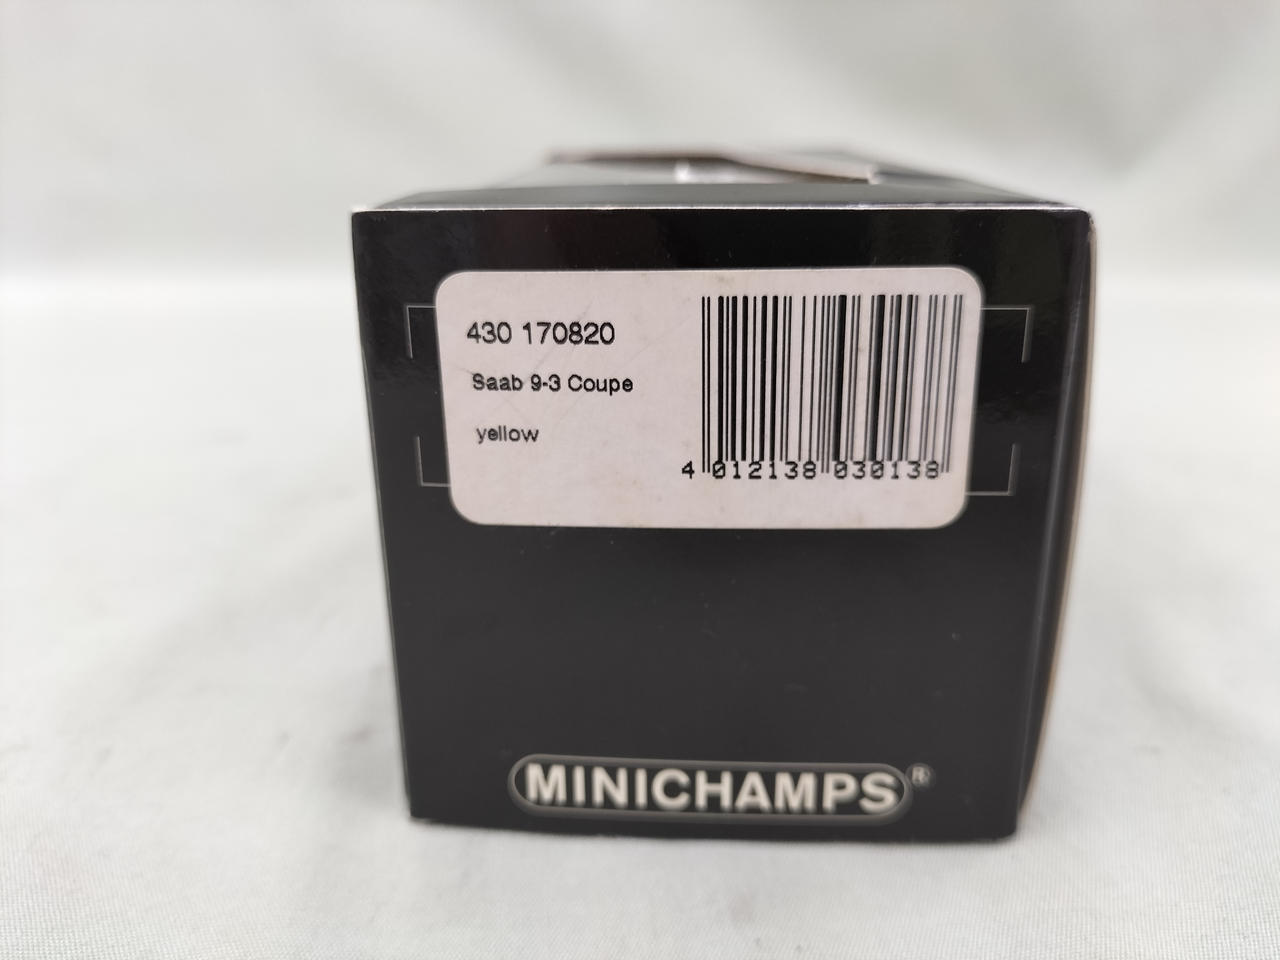 430 170820
Saab 9-3 Coupe
yellow
4 012138 030138
MINICHAMPS®